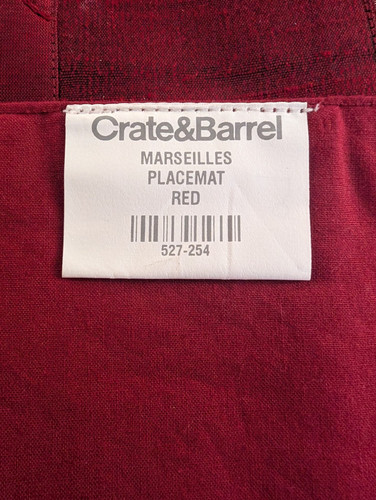 Crate&Barrel
MARSEILLES
PLACEMAT
RED
527-254